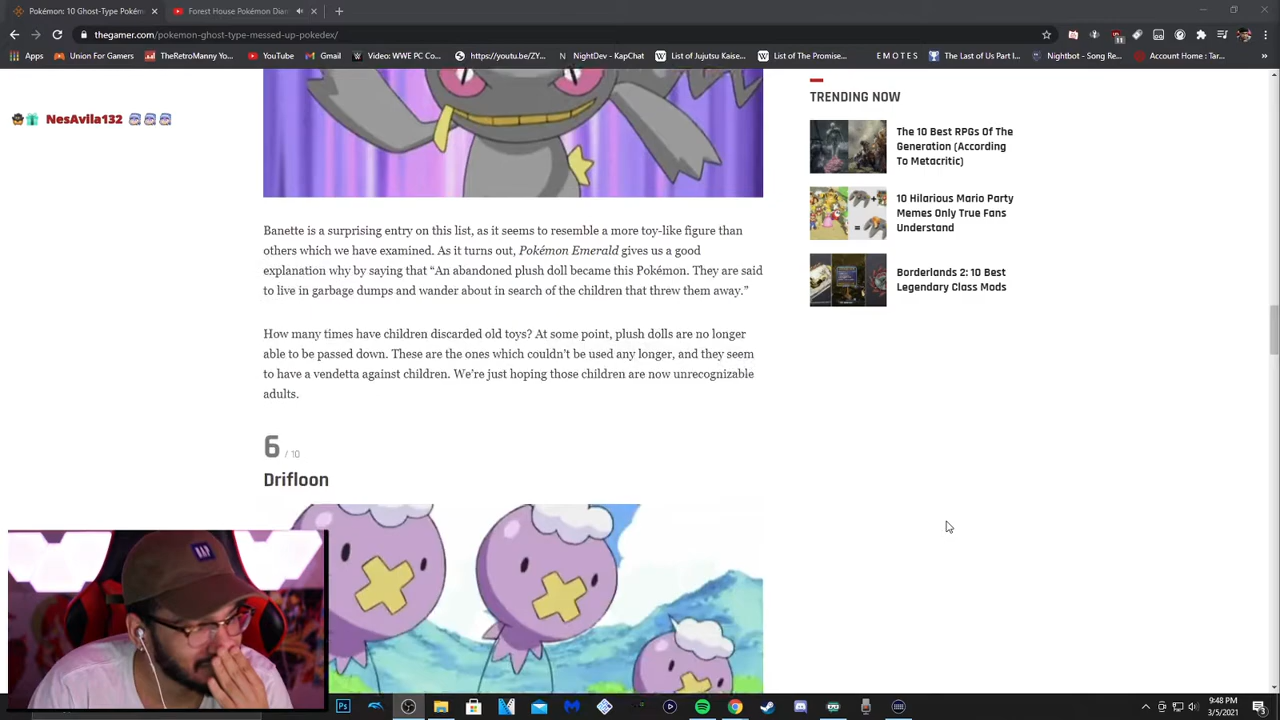 Pokémon: 10 Ghost-Type Pokém
Forest House Pokémon Diam
thegamer.com/pokemon-ghost-type-messed-up-pokedex/
Apps
Queen Of Diamonds
TheRetroManny You
YouTube
Video: WWE PC Con
https://youtu.be/ZY...
NightDev - KapChat
List of Jujutsu Kaise...
List of The Promised...
E M O T E S
The Last of Us Part I...
Nightbot - Song Re...
Account Home : Tar...
NesAvila132
TRENDING NOW
The 10 Best RPGs Of The
Generation (According
To Metacritic)
10 Hilarious Mario Party
Memes Only True Fans
Understand
Borderlands 2: 10 Best
Legendary Class Mods
Banette is a surprising entry on this list, as it seems to resemble a more toy-like figure than
others which we have examined. As it turns out, Pokémon Emerald gives us a good
explanation why by saying that “An abandoned plush doll became this Pokémon. They are said
to live in garbage dumps and wander about in search of the children that threw them away.”
How many times have children discarded old toys? At some point, plush dolls are no longer
able to be passed down. These are the ones which couldn’t be used any longer, and they seem
to have a vendetta against children. We’re just hoping those children are now unrecognizable
adults.
6 / 10
Drifloon
9:48 PM
3/5/2021